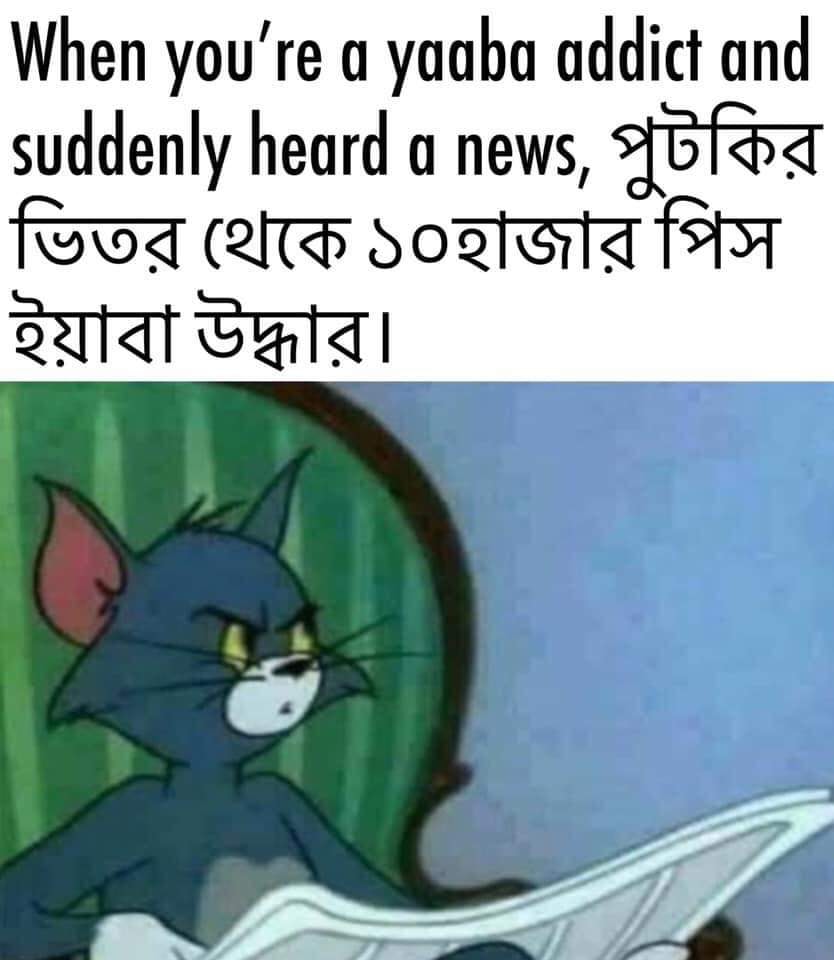 When you're a yaaba addict and
suddenly heard a news, পুটকির
ভিতর থেকে ১০হাজার পিস
ইয়াবা উদ্ধার।